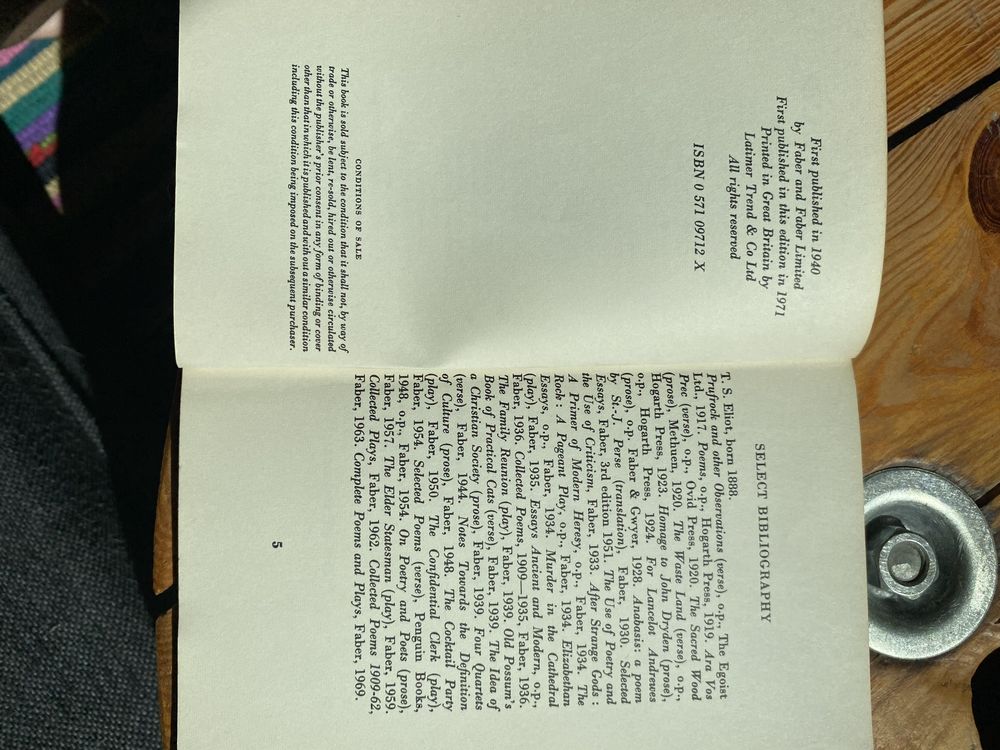 First published in 1940
by Faber and Faber Limited
First published in this edition in 1971
Printed in Great Britain by
Latimer Trend & Co Ltd
All rights reserved
ISBN 0 571 09712 X
CONDITIONS OF SALE
This book is sold subject to the condition that it shall not, by way of
trade or otherwise, be lent, re-sold, hired out or otherwise circulated
without the publisher's prior consent in any form of binding or cover
other than that in which it is published and without a similar condition
including this condition being imposed on the subsequent purchaser.
SELECT BIBLIOGRAPHY
T. S. Eliot, born 1888.
Prufrock and other Observations (verse), o.p., The Egoist
Ltd., 1917. Poems, o.p., Hogarth Press, 1919. Ara Vos
Prec (verse), o.p., Ovid Press, 1920. The Sacred Wood
(prose), Methuen, 1920. The Waste Land (verse), o.p.,
Hogarth Press, 1923. Homage to John Dryden (prose),
o.p., Hogarth Press, 1924. For Lancelot Andrewes
(prose), o.p Faber & Gwyer, 1928. Anabasis: a poem
by St.-J. Perse (translation), Faber, 1930. Selected
Essays, Faber, 3rd edition 1951. The Use of Poetry and
the Use of Criticism, Faber, 1933. After Strange Gods:
A Primer of Modern Heresy, o.p., Faber, 1934. The
Rock: A Pageant Play, o.p., Faber, 1934. Elizabethan
Essays, o.p., Faber, 1934. Murder in the Cathedral
(play), Faber, 1935. Essays Ancient and Modern, o.p.,
Faber, 1936. Collected Poems, 1909–1935, Faber, 1936.
The Family Reunion (play), Faber, 1939. Old Possum's
Book of Practical Cats (verse), Faber, 1939. The Idea of
a Christian Society (prose), Faber, 1939. Four Quartets
(verse), Faber, 1944. Notes Towards the Definition
of Culture (prose), Faber, 1948 The Cocktail Party
(play), Faber, 1950. The Confidential Clerk (play),
Faber, 1954. Selected Poems (verse), Penguin Books,
1948, o.p., Faber, 1954. On Poetry and Poets (prose),
Faber, 1957. The Elder Statesman (play), Faber, 1959.
Collected Plays, Faber, 1962. Collected Poems 1909-62,
Faber, 1963. Complete Poems and Plays, Faber, 1969.
5